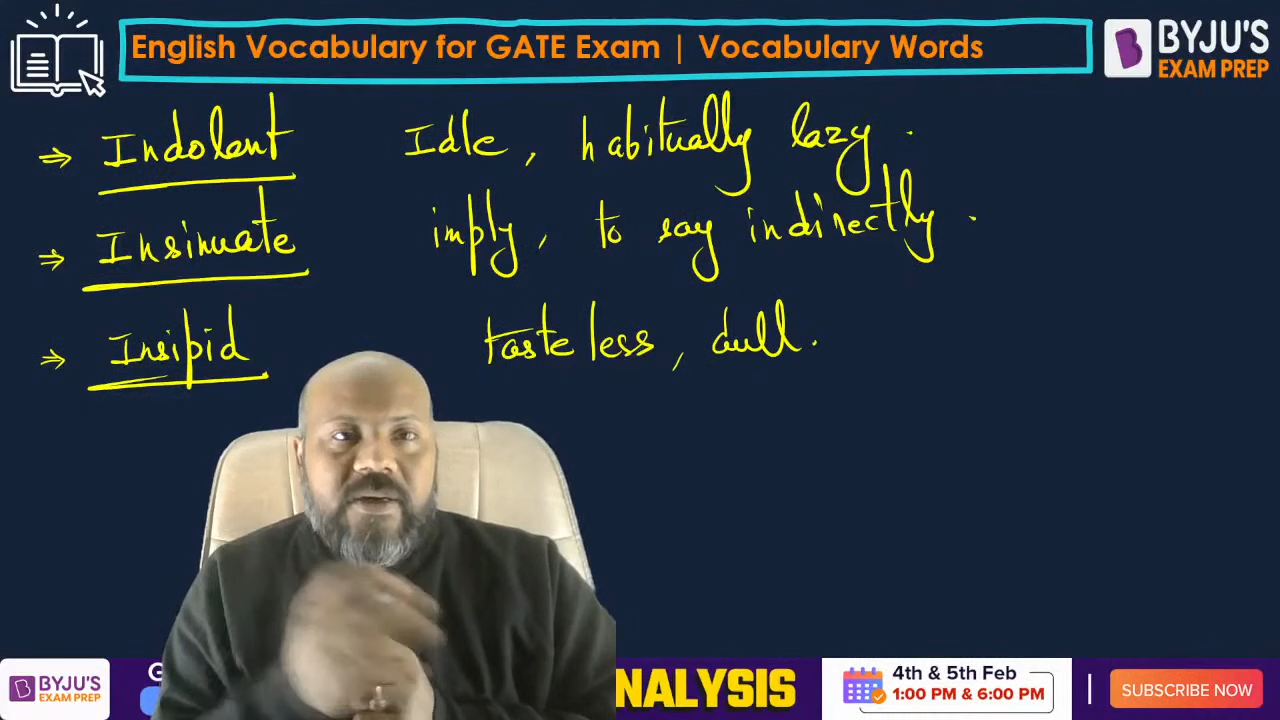 English Vocabulary for GATE Exam | Vocabulary Words
BYJU'S
EXAM PREP
⇒ Indolent Idle, habitually lazy.
⇒ Insinuate imply, to say indirectly.
⇒ Insipid tasteless, dull.
BYJU'S
EXAM PREP
G
NALYSIS
4th & 5th Feb
1:00 PM & 6:00 PM
SUBSCRIBE NOW